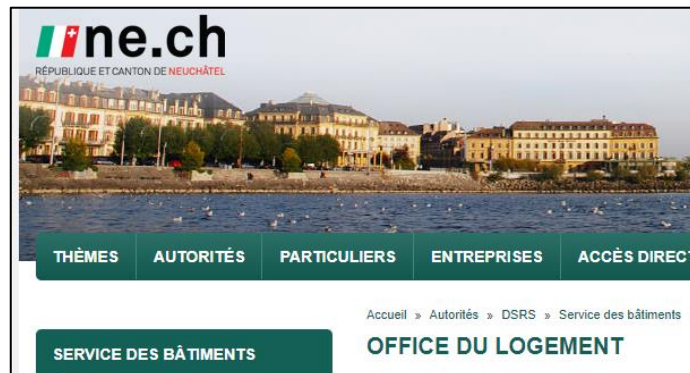 ne.ch
RÉPUBLIQUE ET CANTON DE NEUCHÂTEL
THÈMES AUTORITÉS PARTICULIERS ENTREPRISES ACCÈS DIRECT
Accueil » Autorités » DSRS » Service des bâtiments
SERVICE DES BÂTIMENTS
OFFICE DU LOGEMENT